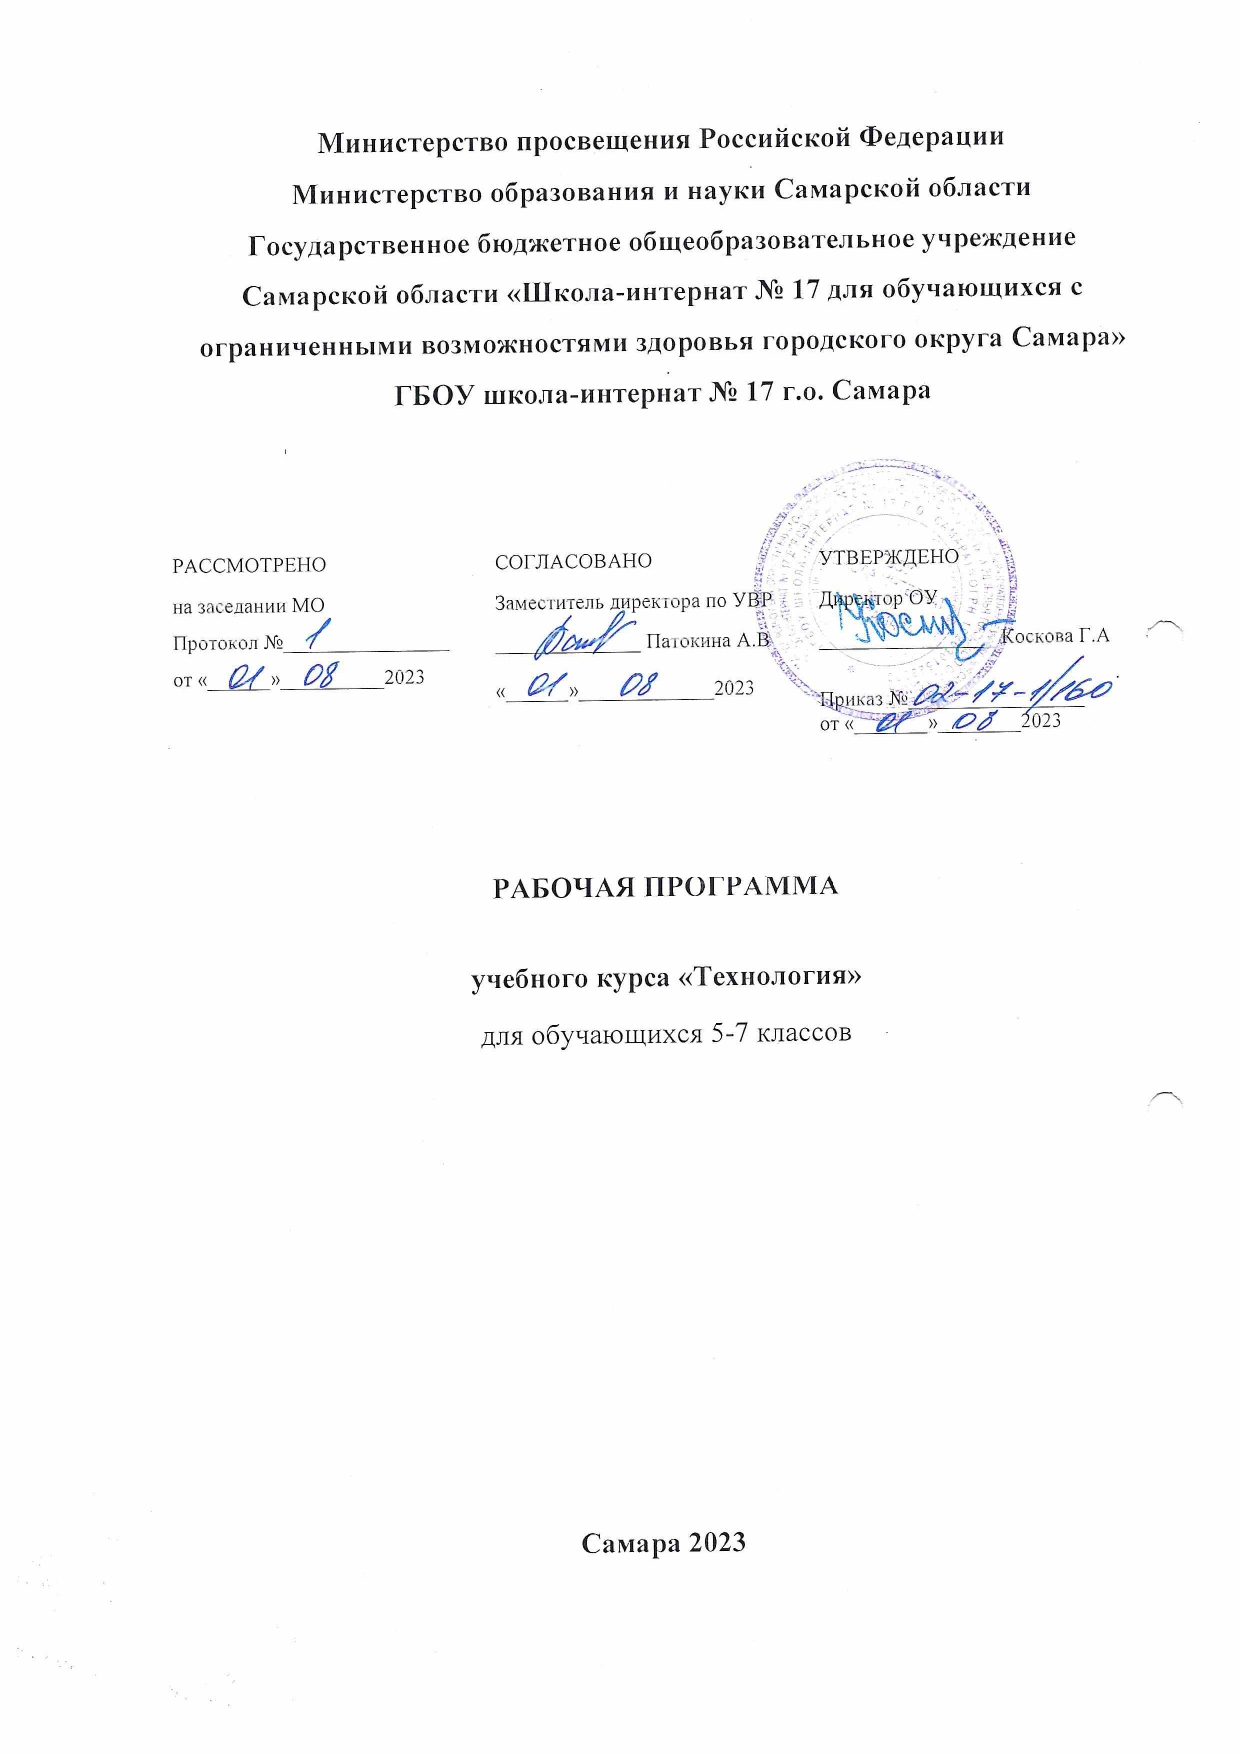 Министерство просвещения Российской Федерации
Министерство образования и науки Самарской области
Государственное бюджетное общеобразовательное учреждение
Самарской области «Школа-интернат № 17 для обучающихся с
ограниченными возможностями здоровья городского округа Самара»
ГБОУ школа-интернат № 17 г.о. Самара
РАССМОТРЕНО
на заседании МО
Протокол № 1
от « 01 » 08 2023
СОГЛАСОВАНО
Заместитель директора по УВР
Патокина А.В
« 01 » 08 2023
УТВЕРЖДЕНО
Директор ОУ
Коскова Г.А
Приказ № 02-17-1/160
от « 01 » 08 2023
РАБОЧАЯ ПРОГРАММА
учебного курса «Технология»
для обучающихся 5-7 классов
Самара 2023